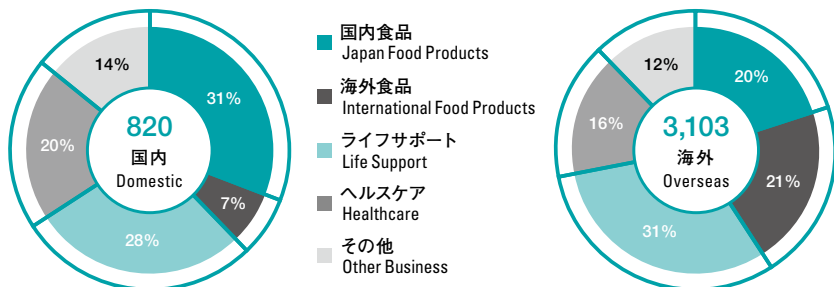 14%
31%
20%
7%
28%
820
国内
Domestic
国内食品
Japan Food Products
海外食品
International Food Products
ライフサポート
Life Support
ヘルスケア
Healthcare
その他
Other Business
12%
20%
16%
21%
31%
3,103
海外
Overseas